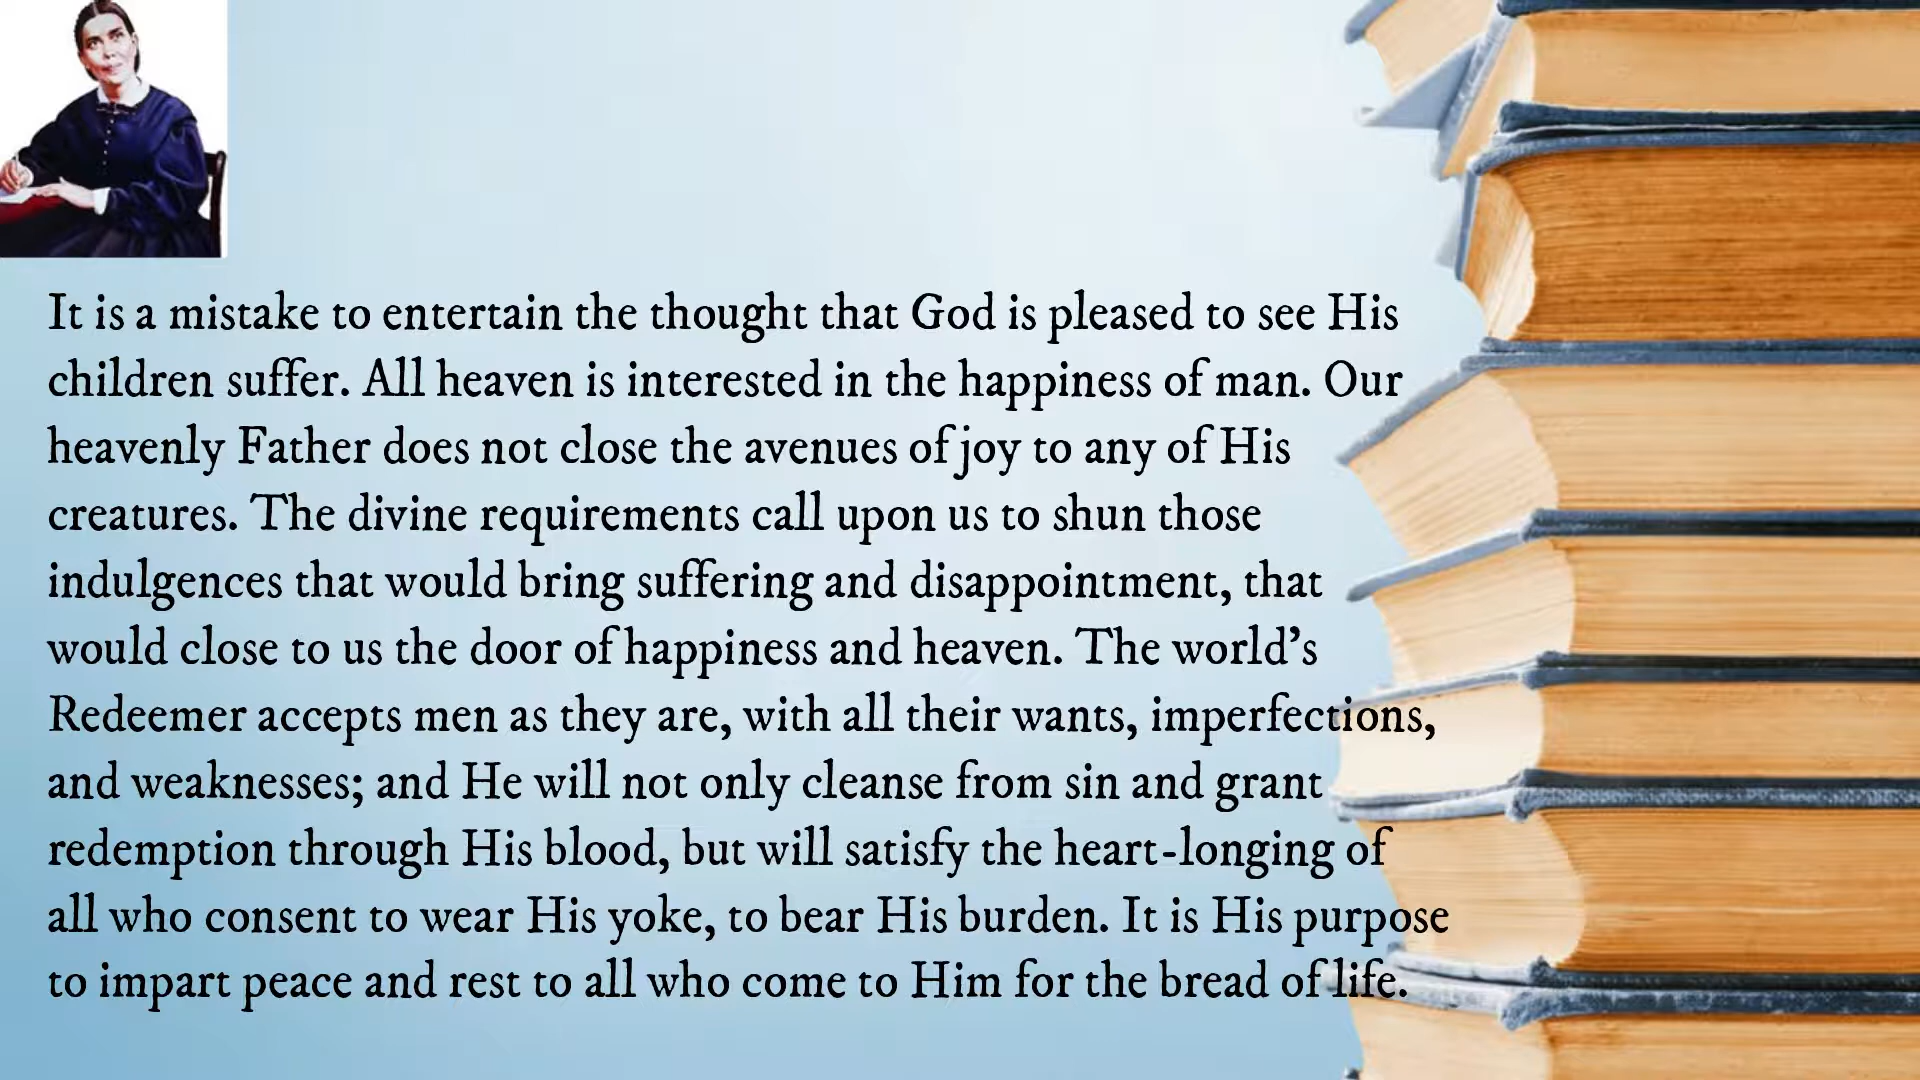 It is a mistake to entertain the thought that God is pleased to see His
children suffer. All heaven is interested in the happiness of man. Our
heavenly Father does not close the avenues of joy to any of His
creatures. The divine requirements call upon us to shun those
indulgences that would bring suffering and disappointment, that
would close to us the door of happiness and heaven. The world’s
Redeemer accepts men as they are, with all their wants, imperfections,
and weaknesses; and He will not only cleanse from sin and grant
redemption through His blood, but will satisfy the heart-longing of
all who consent to wear His yoke, to bear His burden. It is His purpose
to impart peace and rest to all who come to Him for the bread of life.